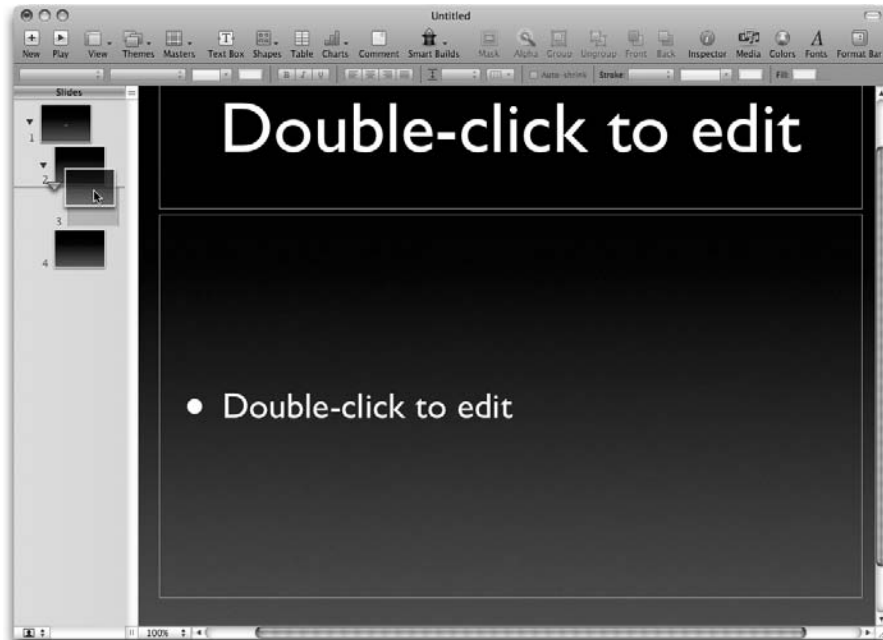 Untitled
New Play View Themes Masters Text Box Shapes Table Charts Comment Smart Builds Mask Alpha Group Ungroup Front Back Inspector Media Colors Fonts Format Bar
B I U Auto-shrink Stroke: Fill:
Slides
1
2
3
4
Double-click to edit
• Double-click to edit
100%